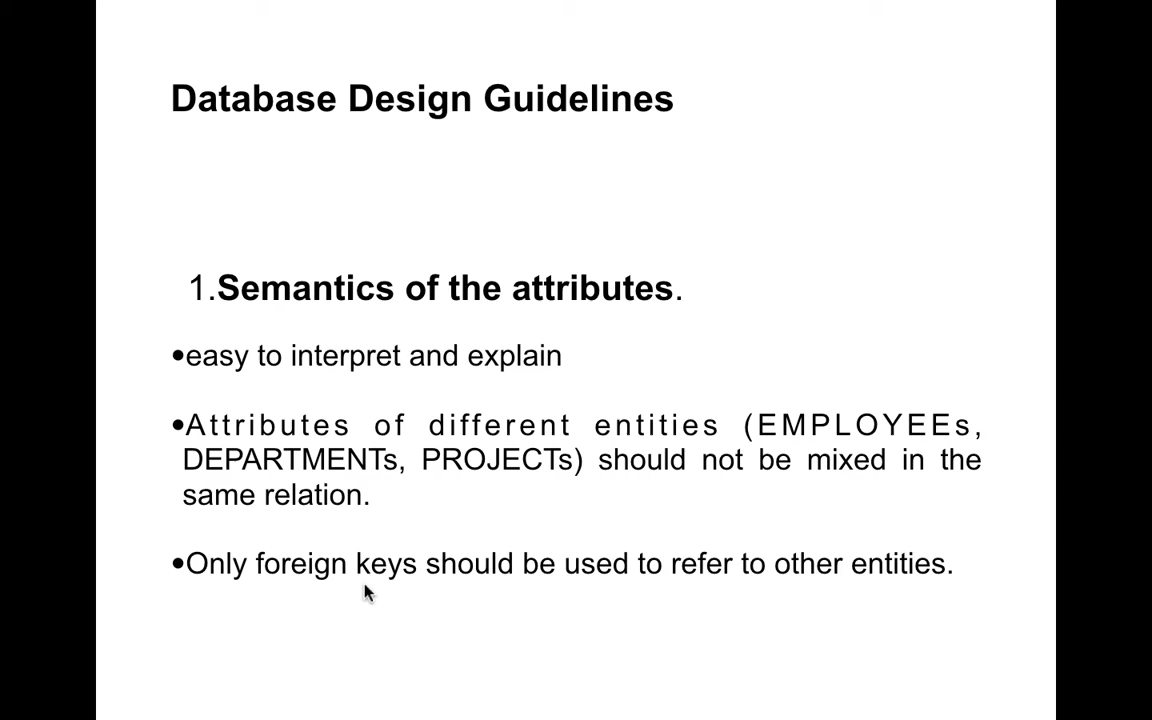 Database Design Guidelines
1.Semantics of the attributes.
•easy to interpret and explain
•Attributes of different entities (EMPLOYEEs,
DEPARTMENTs, PROJECTs) should not be mixed in the
same relation.
•Only foreign keys should be used to refer to other entities.